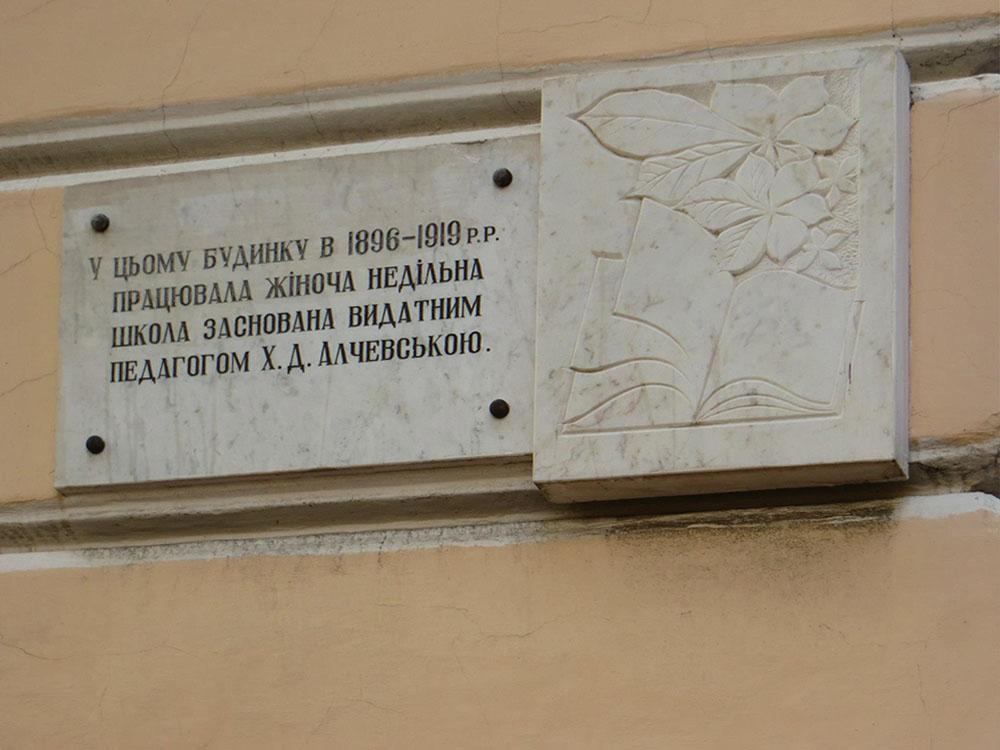 У ЦЬОМУ БУДИНКУ В 1896-1919 Р.Р.
ПРАЦЮВАЛА ЖІНОЧА НЕДІЛЬНА
ШКОЛА ЗАСНОВАНА ВИДАТНИМ
ПЕДАГОГОМ Х.Д. АЛЧЕВСЬКОЮ.